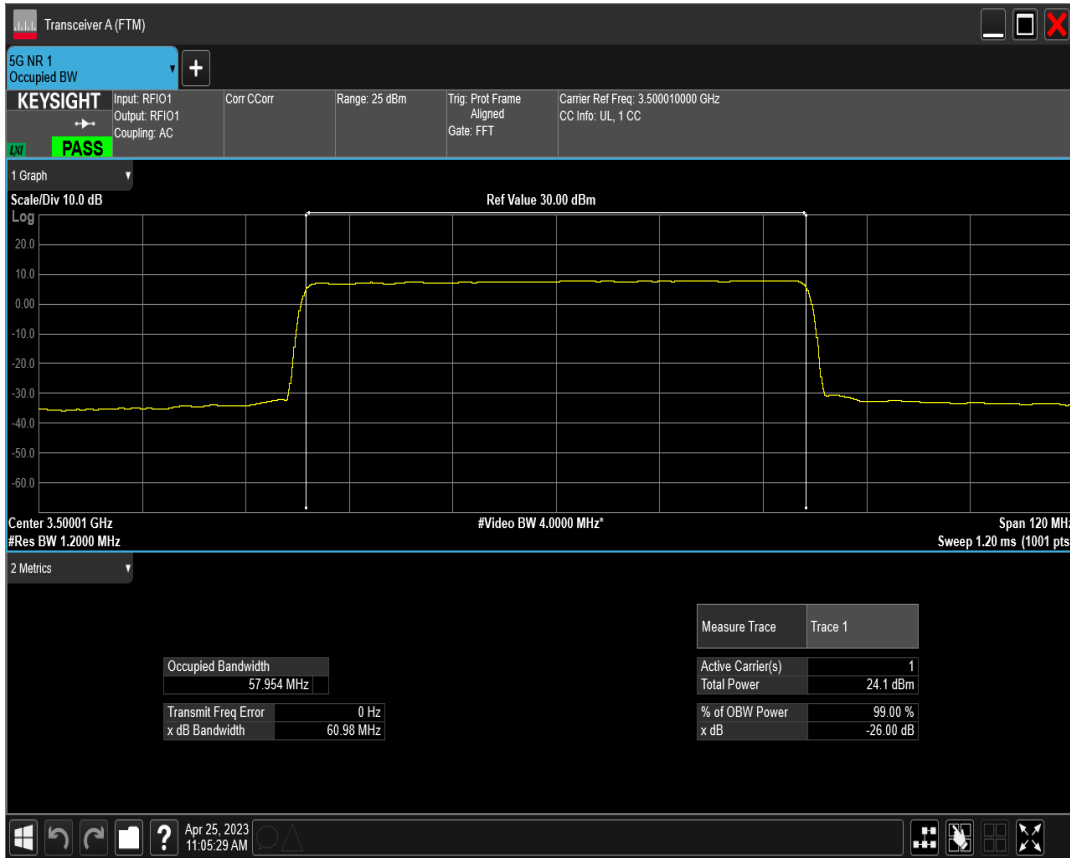 Transceiver A (FTM)
5G NR 1
Occupied BW
+
KEYSIGHT
LXI
PASS
Input: RFIO1
Output: RFIO1
Coupling: AC
Corr CCorr
Range: 25 dBm
Trig: Prot Frame
Aligned
Gate: FFT
Carrier Ref Freq: 3.500010000 GHz
CC Info: UL, 1 CC
1 Graph
Scale/Div 10.0 dB
Ref Value 30.00 dBm
Log
20.0
10.0
0.00
-10.0
-20.0
-30.0
-40.0
-50.0
-60.0
Center 3.50001 GHz
#Video BW 4.0000 MHz*
Span 120 MHz
#Res BW 1.2000 MHz
Sweep 1.20 ms (1001 pts
2 Metrics
Measure Trace Trace 1
Occupied Bandwidth
57.954 MHz
Active Carrier(s) 1
Total Power 24.1 dBm
Transmit Freq Error 0 Hz
x dB Bandwidth 60.98 MHz
% of OBW Power 99.00 %
x dB -26.00 dB
?
Apr 25, 2023
11:05:29 AM